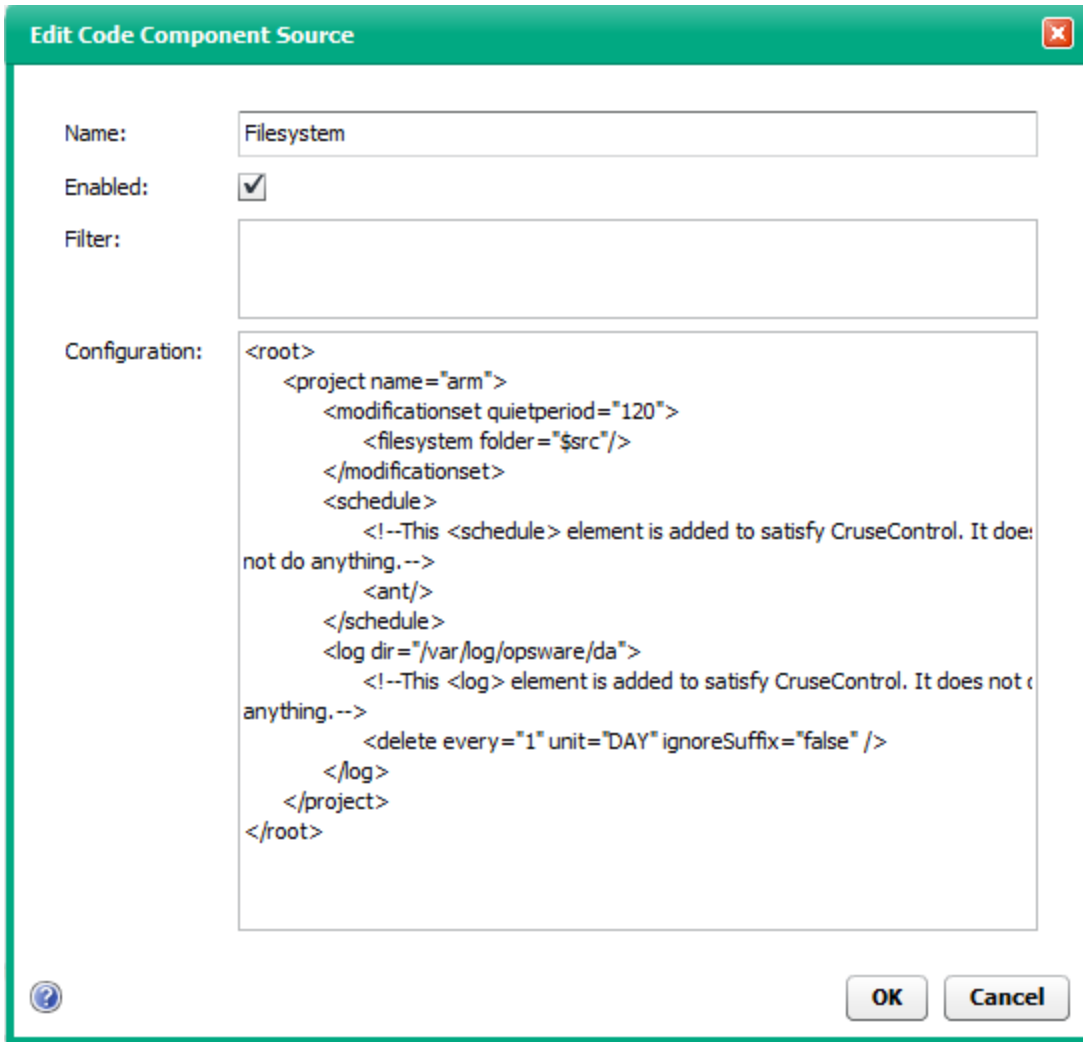 Edit Code Component Source
Name:
Filesystem
Enabled:
Filter:
Configuration:
<root>
<project name="arm">
<modificationset quietperiod="120">
<filesystem folder="$src"/>
</modificationset>
<schedule>
<!--This <schedule> element is added to satisfy CruseControl. It does
not do anything.-->
<ant/>
</schedule>
<log dir="/var/log/opsware/da">
<!--This <log> element is added to satisfy CruseControl. It does not
anything.-->
<delete every="1" unit="DAY" ignoreSuffix="false" />
</log>
</project>
</root>
?
OK
Cancel